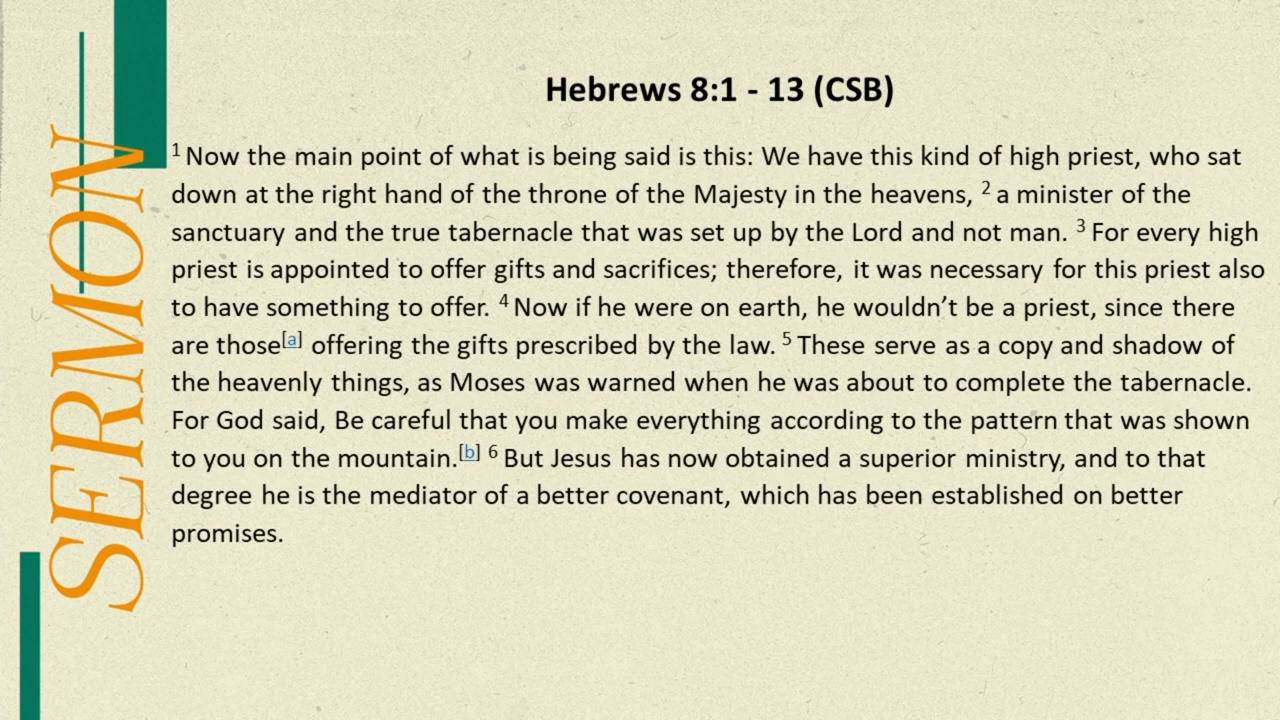 SERMON
Hebrews 8:1 - 13 (CSB)
1 Now the main point of what is being said is this: We have this kind of high priest, who sat
down at the right hand of the throne of the Majesty in the heavens, 2 a minister of the
sanctuary and the true tabernacle that was set up by the Lord and not man. 3 For every high
priest is appointed to offer gifts and sacrifices; therefore, it was necessary for this priest also
to have something to offer. 4 Now if he were on earth, he wouldn’t be a priest, since there
are those[a] offering the gifts prescribed by the law. 5 These serve as a copy and shadow of
the heavenly things, as Moses was warned when he was about to complete the tabernacle.
For God said, Be careful that you make everything according to the pattern that was shown
to you on the mountain.[b] 6 But Jesus has now obtained a superior ministry, and to that
degree he is the mediator of a better covenant, which has been established on better
promises.